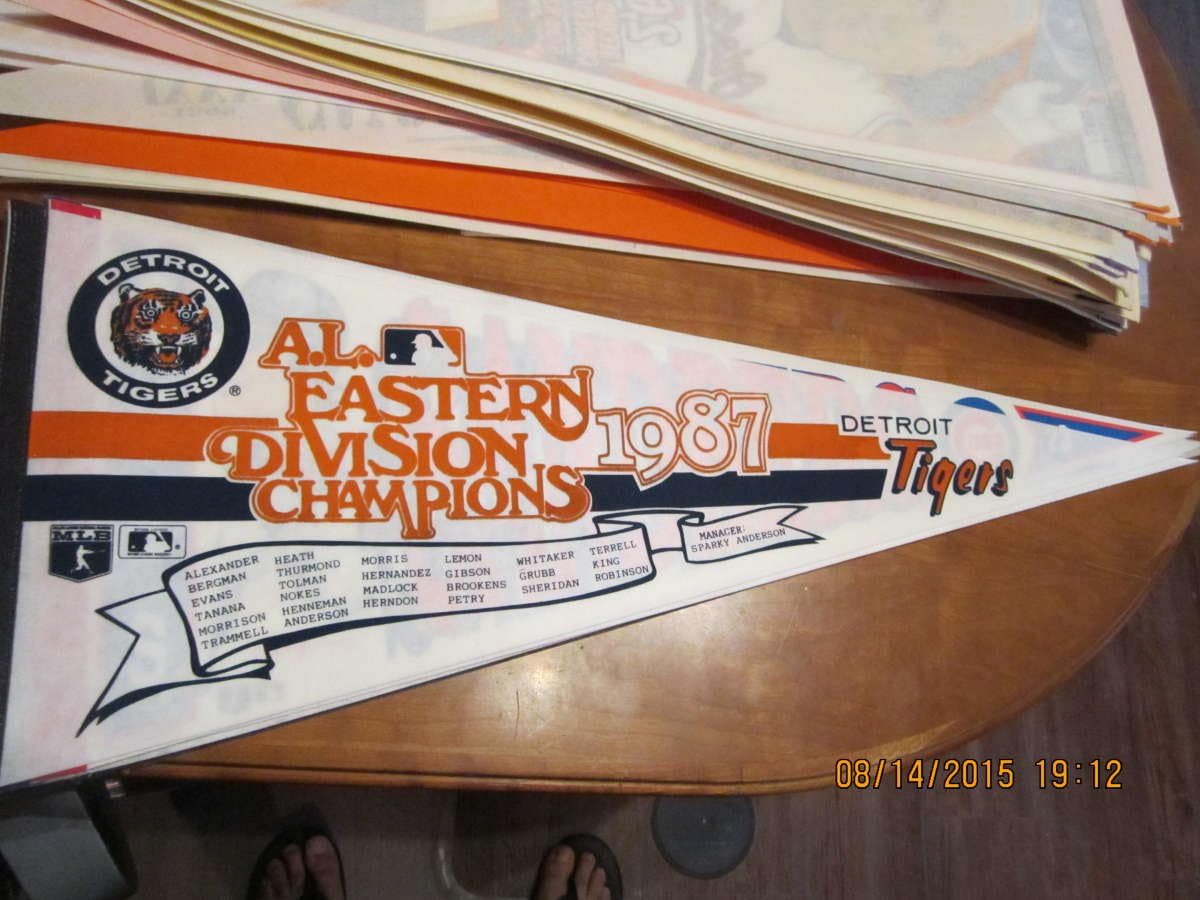 DETROIT
TIGERS ®
A.L.
EASTERN
DIVISION
CHAMPIONS
1987
DETROIT
Tigers
MLB
ALEXANDER
BERGMAN
EVANS
TANANA
MORRISON
TRAMMELL
HEATH
THURMOND
TOLMAN
NOKES
HENNEMAN
ANDERSON
MORRIS
HERNANDEZ
MADLOCK
HERNDON
LEMON
GIBSON
BROOKENS
PETRY
WHITAKER
GRUBB
SHERIDAN
TERRELL
KING
ROBINSON
MANAGER:
SPARKY ANDERSON
08/14/2015 19:12